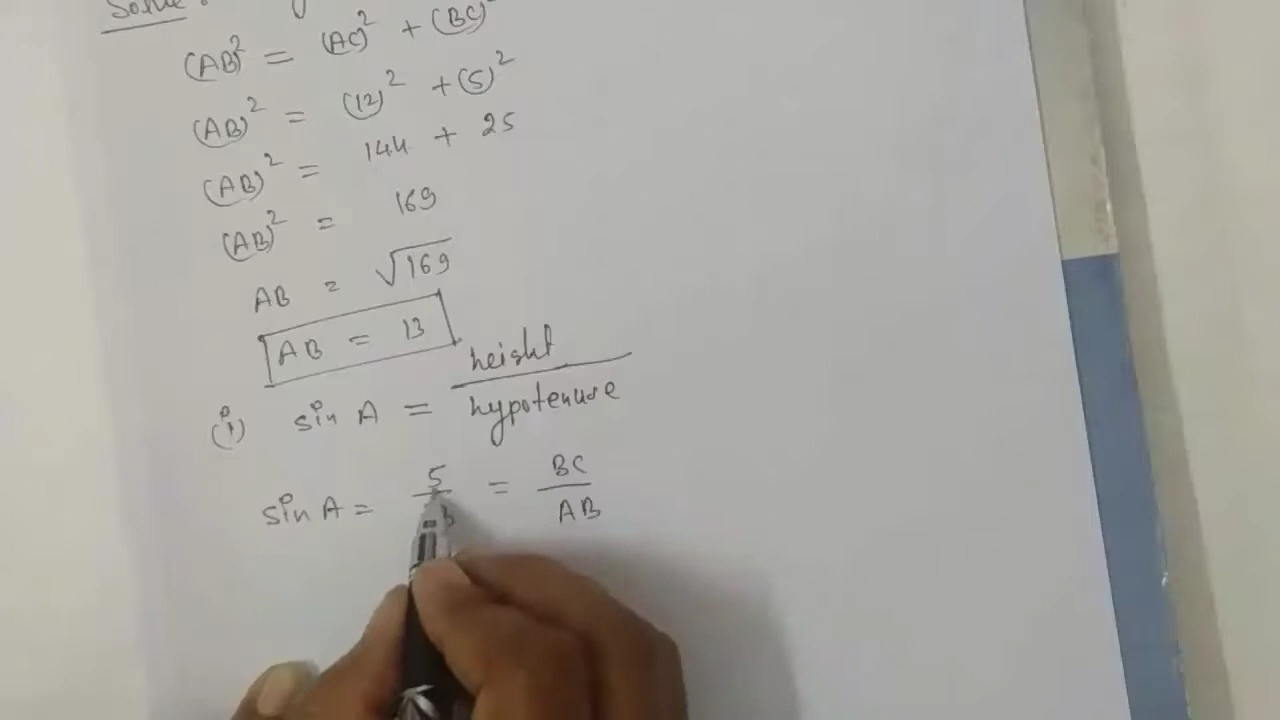 (AB)² = (AC)² + (BC)²
(AB)² = (12)² + (5)²
(AB)² = 144 + 25
(AB)² = 169
AB = √169
AB = 13
(i) sin A = height / hypotenuse
sin A = 5 / 13 = BC / AB